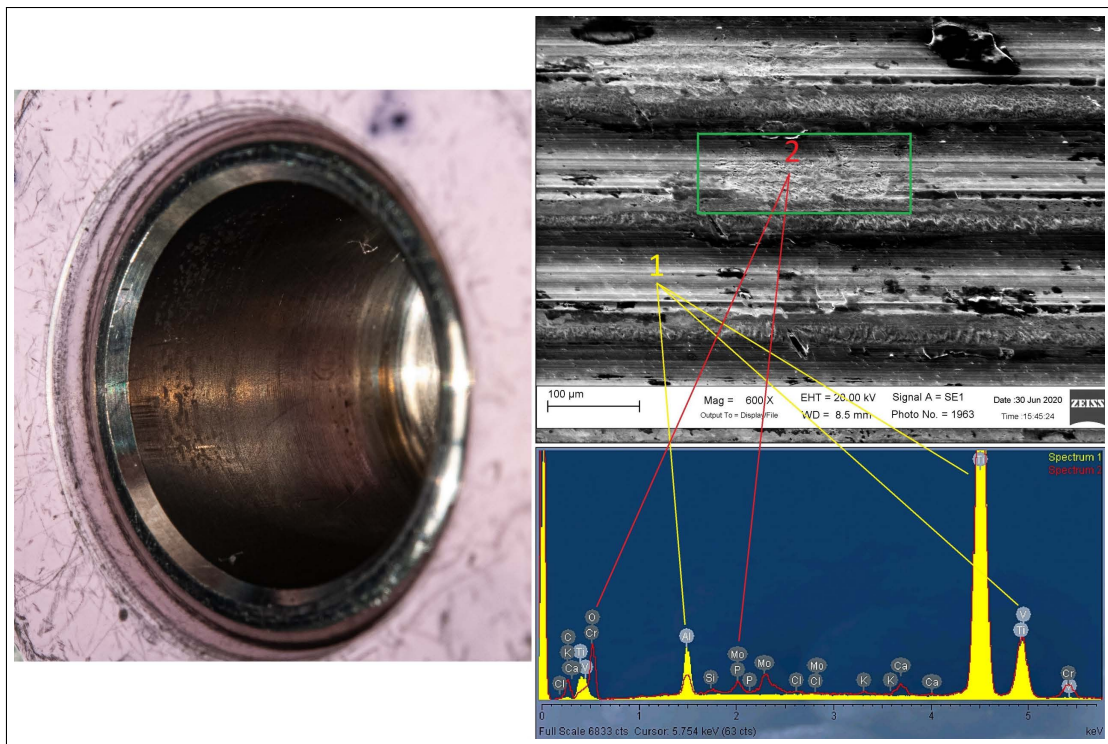 2
1
100 µm
Mag = 600 X
EHT = 20.00 kV
Signal A = SE1
Date :30 Jun 2020
ZEISS
Output To = Display/File
WD = 8.5 mm
Photo No. = 1963
Time :15:45:24
Spectrum 1
Ti
O
V
C
Cr
Al
Ti
K
Ti
Mo
Mo
Mo
Ca
Cr
Cl
Ca
V
Si
P
P
Cl
Cl
K
K
Ca
0 1 2 3 4 5
Full Scale 6833 cts Cursor: 5.754 keV (63 cts)
keV